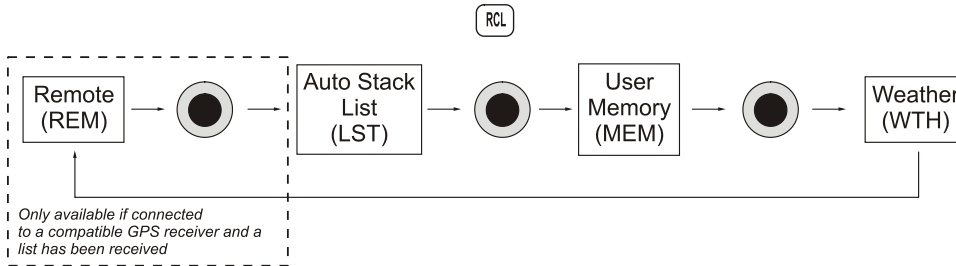 RCL
Remote
(REM)
Auto Stack
List
(LST)
User
Memory
(MEM)
Weather
(WTH)
Only available if connected
to a compatible GPS receiver and a
list has been received